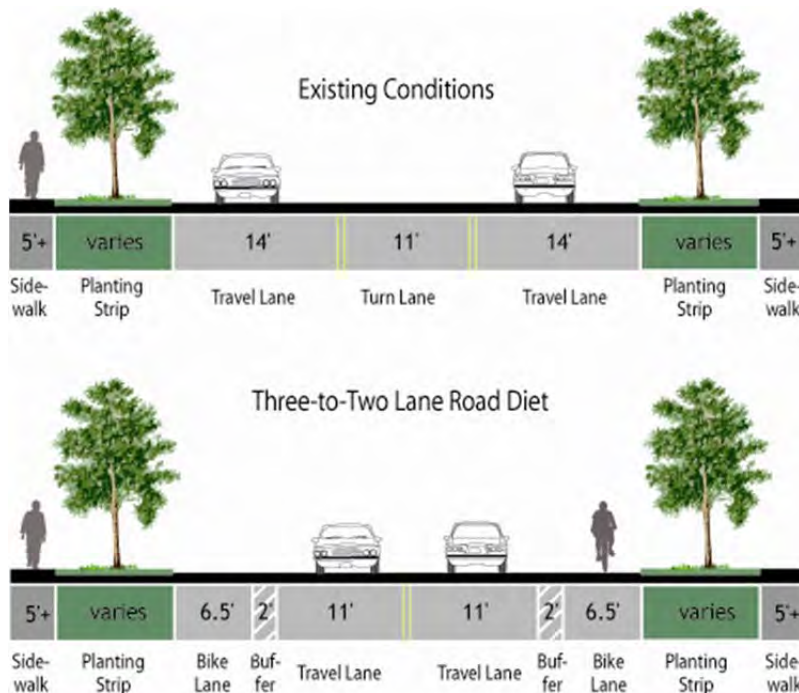 Existing Conditions
5'+ varies 14' 11' 14' varies 5'+
Side-walk Planting Strip Travel Lane Turn Lane Travel Lane Planting Strip Side-walk
Three-to-Two Lane Road Diet
5'+ varies 6.5' 2' 11' 11' 2' 6.5' varies 5'+
Side-walk Planting Strip Bike Lane Buf-fer Travel Lane Travel Lane Buf-fer Bike Lane Planting Strip Side-walk